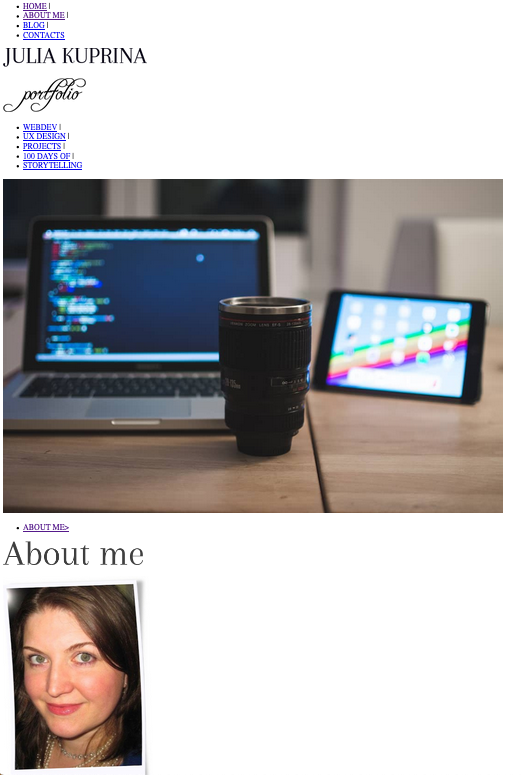 HOME |
ABOUT ME |
BLOG |
CONTACTS
JULIA KUPRINA
portfolio
WEBDEV |
UX DESIGN |
PROJECTS |
100 DAYS OF |
STORYTELLING
ABOUT ME>
About me